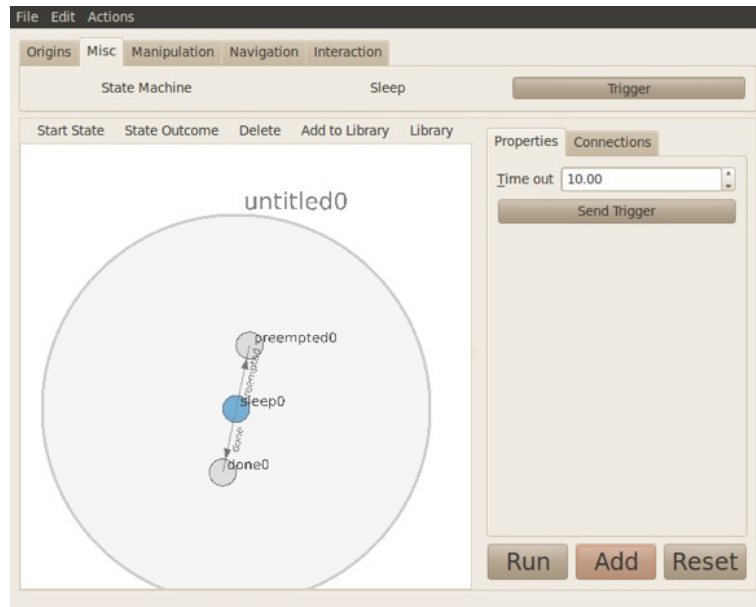 File Edit Actions
Origins Misc Manipulation Navigation Interaction
State Machine Sleep Trigger
Start State State Outcome Delete Add to Library Library
Properties Connections
Time out 10.00
Send Trigger
untitled0
preempted0
preempted
sleep0
done
done0
Run Add Reset